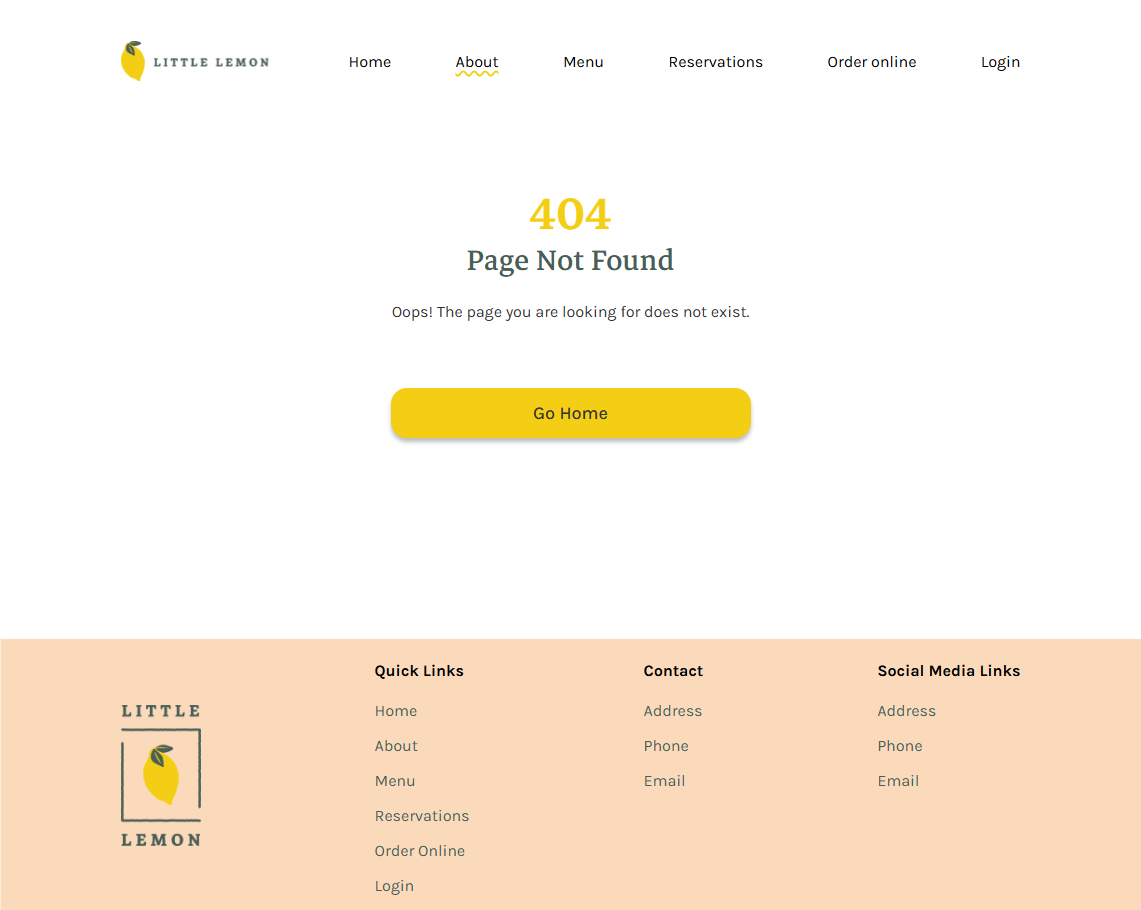 LITTLE LEMON
Home
About
Menu
Reservations
Order online
Login
404
Page Not Found
Oops! The page you are looking for does not exist.
Go Home
LITTLE
LEMON
Quick Links
Home
About
Menu
Reservations
Order Online
Login
Contact
Address
Phone
Email
Social Media Links
Address
Phone
Email